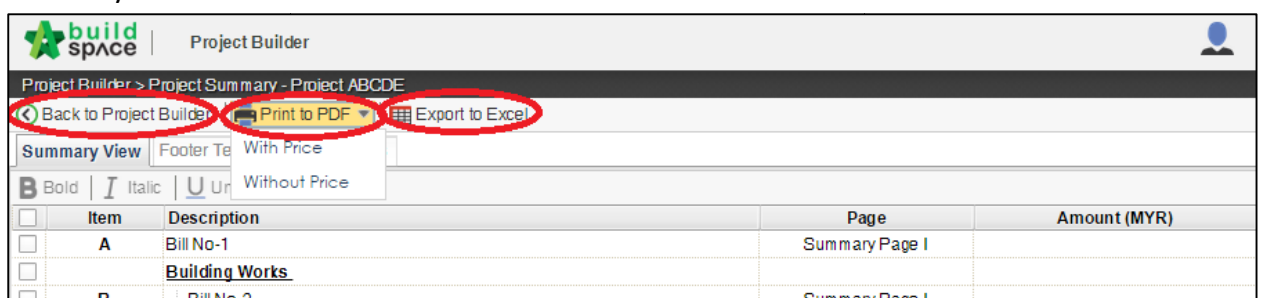 build space
Project Builder
Project Builder > Project Summary - Project ABCDE
Back to Project Builder Print to PDF Export to Excel
Summary View Footer Te
With Price
B Bold I Italic U Un
Without Price
Item Description Page Amount (MYR)
A Bill No-1 Summary Page I
Building Works
B Bill No-2 Summary Page I